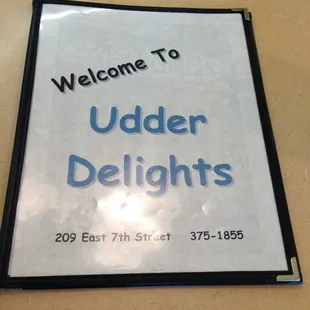 Welcome To
Udder
Delights
209 East 7th Street 375-1855